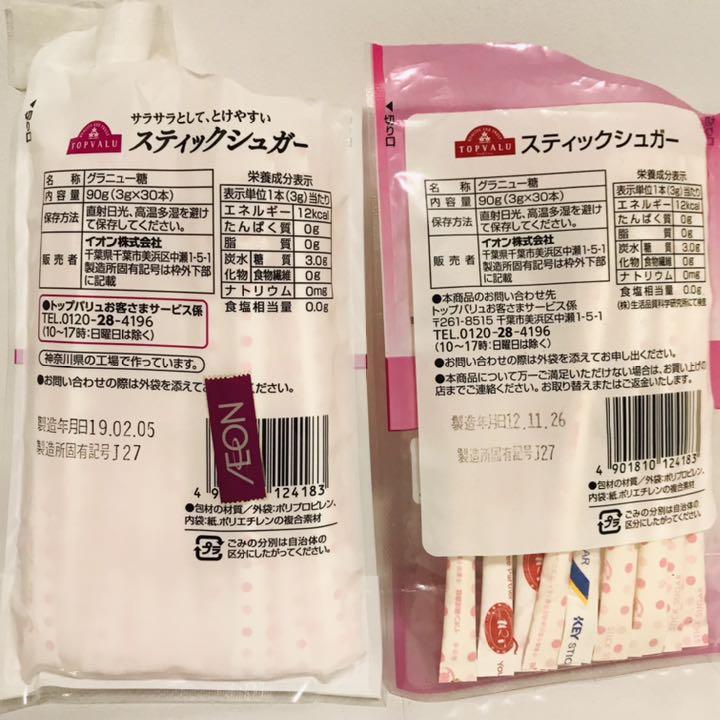 ◀切り口
サラサラとして、とけやすい
TOPVALU
スティックシュガー
名称 グラニュー糖
内容量 90g(3g×30本)
保存方法 直射日光、高温多湿を避け
て保存してください。
販売者 イオン株式会社
千葉県千葉市美浜区中瀬1-5-1
製造所固有記号は枠外下部
に記載
栄養成分表示
表示単位1本(3g)当たり
エネルギー 12kcal
たんぱく質 0g
脂質 0g
炭水化物 糖質 3.0g
食物繊維 0g
ナトリウム 0mg
食塩相当量 0.0g
●トップバリュお客さまサービス係
TEL.0120-28-4196
(10~17時:日曜日は除く)
神奈川県の工場で作っています。
●お問い合わせの際は外袋を添えて
製造年月日19.02.05
製造所固有記号J27
ÆON
4
124183
●包材の材質/外袋:ポリプロピレン、
内袋:紙、ポリエチレンの複合素材
プラ
ごみの分別は自治体の
区分にしたがってください。
◀切り口
TOPVALU
スティックシュガー
名称 グラニュー糖
内容量 90g(3g×30本)
保存方法 直射日光、高温多湿を避け
て保存してください。
販売者 イオン株式会社
千葉県千葉市美浜区中瀬1-5-1
製造所固有記号は枠外下部
に記載
栄養成分表示
表示単位1本(3g)当たり
エネルギー 12kcal
たんぱく質 0g
脂質 0g
炭水化物 糖質 3.0g
食物繊維 0g
ナトリウム 0mg
食塩相当量 0.0g
(株)生活品質科学研究所にて検査
●本商品のお問い合わせ先
トップバリュお客さまサービス係
〒261-8515 千葉市美浜区中瀬1-5-1
TEL.0120-28-4196
(10~17時:日曜日は除く)
●お問い合わせの際は外袋を添えてお申し出ください。
●本商品について万一ご満足いただけない場合は、お買い上げの
店までご連絡ください。お取り替えまたはご返金いたします。
製造年月日12.11.26
製造所固有記号J27
4 901810 124183
●包材の材質/外袋:ポリプロピレン、
内袋:紙、ポリエチレンの複合素材
プラ
ごみの分別は自治体の
区分にしたがってください。
KEY STIC